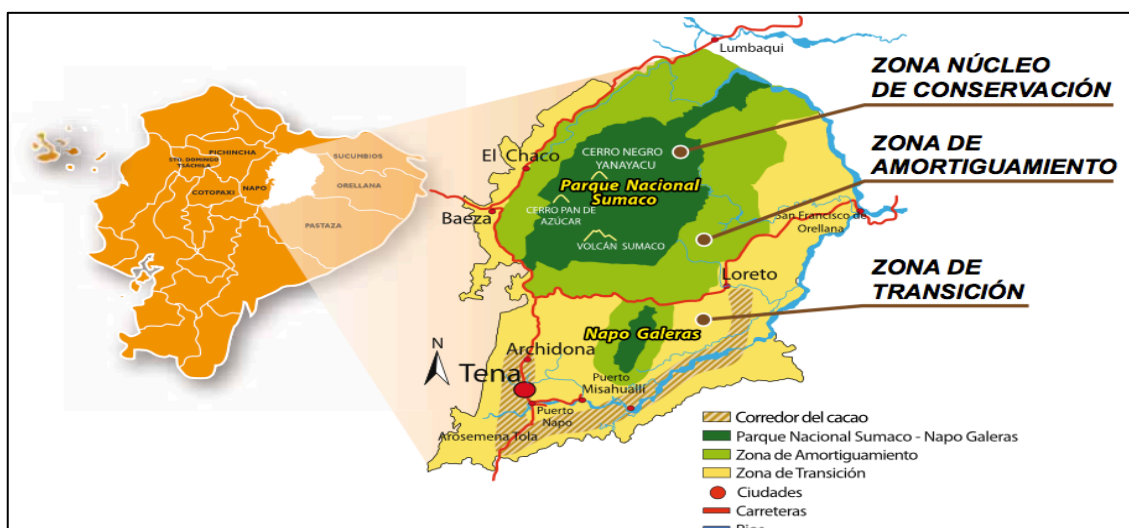 PICHINCHA
STO. DOMINGO
TSÁCHILA
COTOPAXI
NAPO
SUCUMBIOS
ORELLANA
PASTAZA
Lumbaqui
ZONA NÚCLEO
DE CONSERVACIÓN
ZONA DE
AMORTIGUAMIENTO
ZONA DE
TRANSICIÓN
El Chaco
CERRO NEGRO
YANAYACU
Parque Nacional
Sumaco
Baeza
CERRO PAN DE
AZÚCAR
VOLCÁN SUMACO
San Francisco de
Orellana
Loreto
Napo Galeras
N
Archidona
Tena
Puerto
Misahuallí
Puerto
Napo
Arosemena Tola
Corredor del cacao
Parque Nacional Sumaco - Napo Galeras
Zona de Amortiguamiento
Zona de Transición
Ciudades
Carreteras